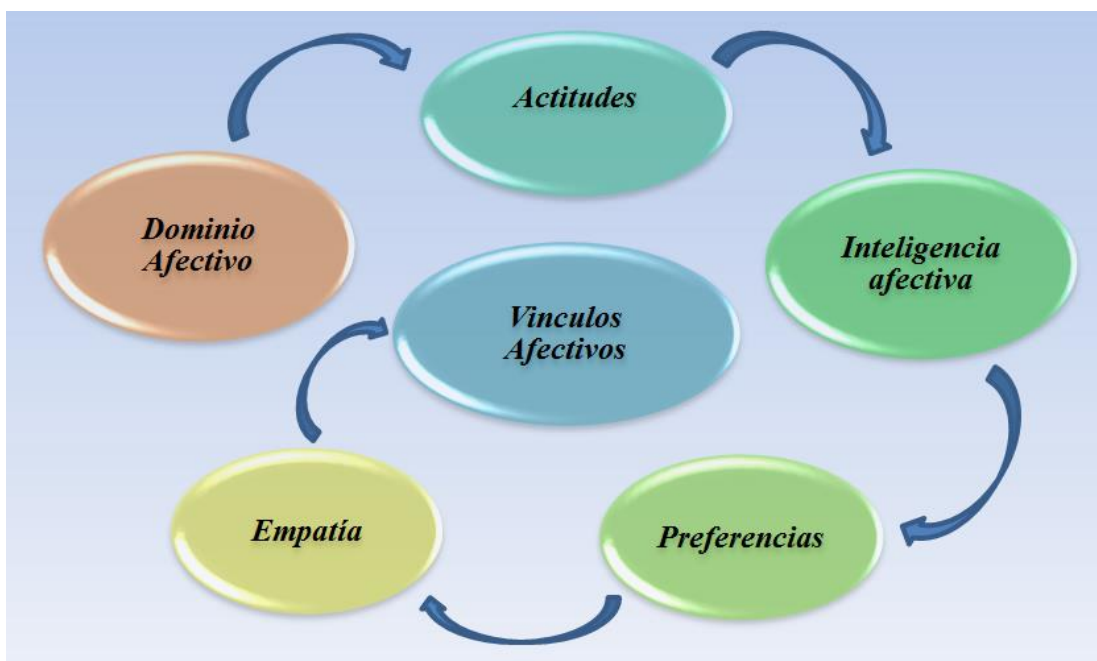 Actitudes
Dominio
Afectivo
Inteligencia
afectiva
Vinculos
Afectivos
Empatía
Preferencias